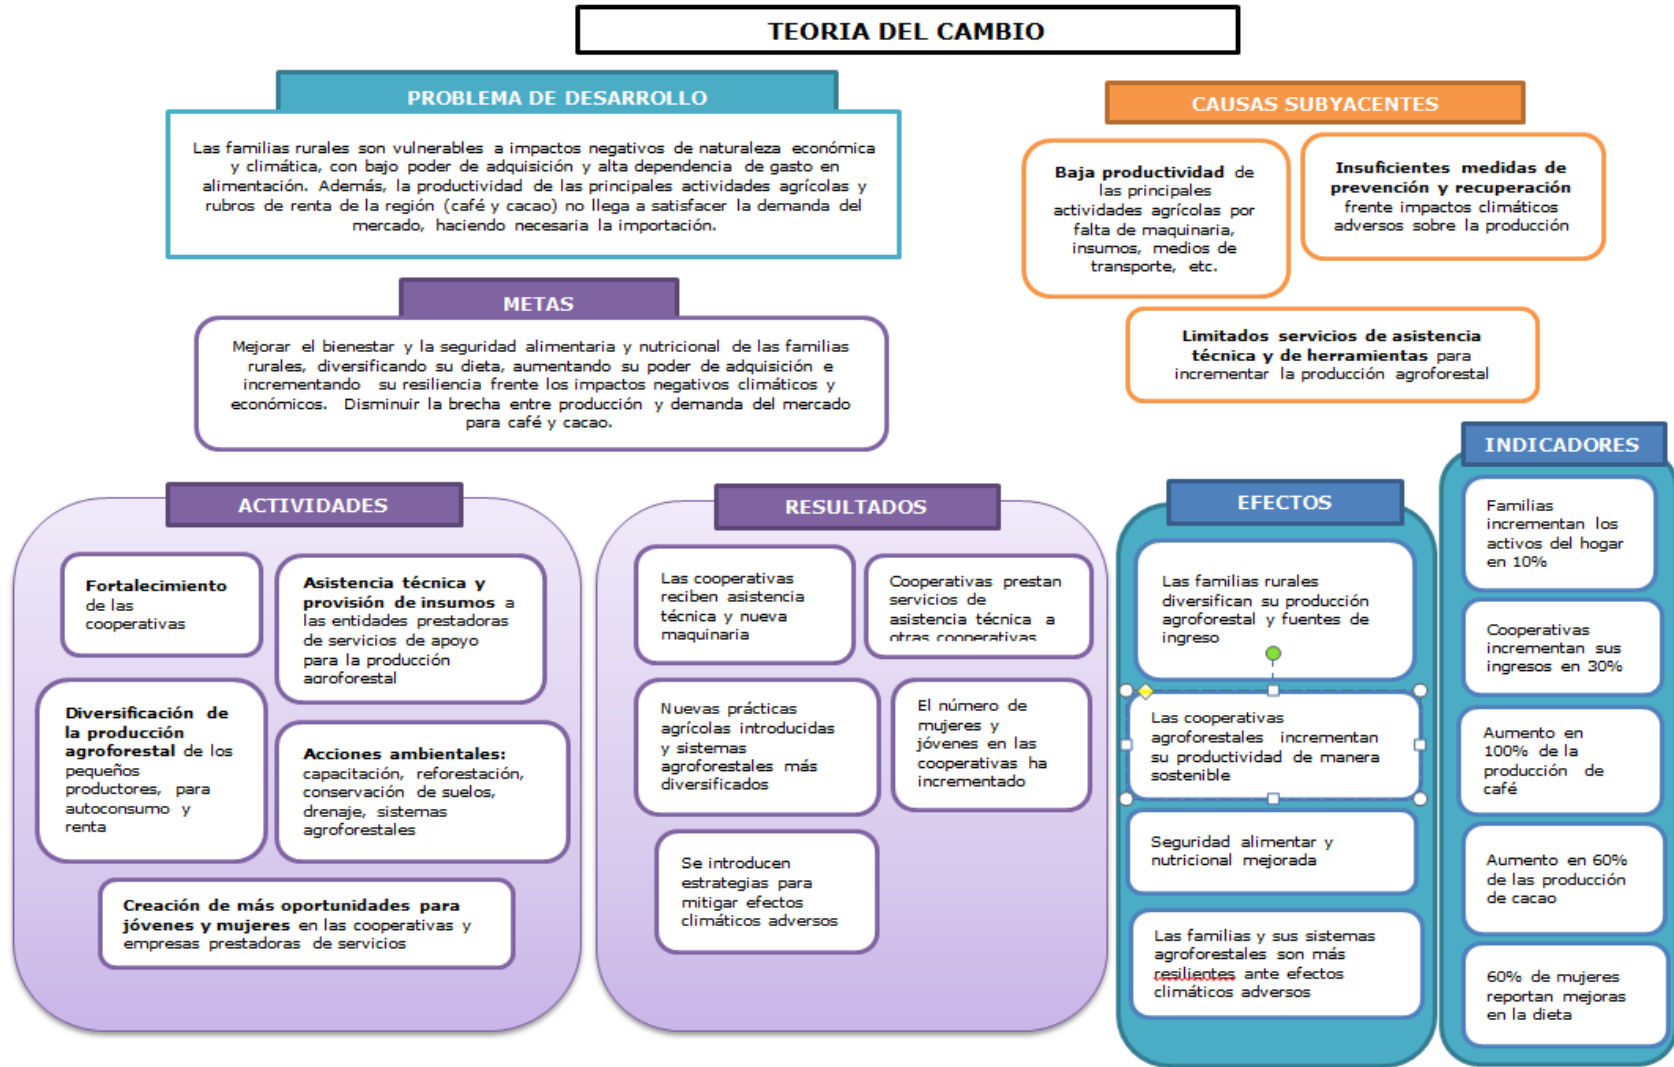 TEORIA DEL CAMBIO
PROBLEMA DE DESARROLLO
Las familias rurales son vulnerables a impactos negativos de naturaleza económica
y climática, con bajo poder de adquisición y alta dependencia de gasto en
alimentación. Además, la productividad de las principales actividades agrícolas y
rubros de renta de la región (café y cacao) no llega a satisfacer la demanda del
mercado, haciendo necesaria la importación.
CAUSAS SUBYACENTES
Baja productividad de
las principales
actividades agrícolas por
falta de maquinaria,
insumos, medios de
transporte, etc.
Insuficientes medidas de
prevención y recuperación
frente impactos climáticos
adversos sobre la producción
Limitados servicios de asistencia
técnica y de herramientas para
incrementar la producción agroforestal
METAS
Mejorar el bienestar y la seguridad alimentaria y nutricional de las familias
rurales, diversificando su dieta, aumentando su poder de adquisición e
incrementando su resiliencia frente los impactos negativos climáticos y
económicos. Disminuir la brecha entre producción y demanda del mercado
para café y cacao.
ACTIVIDADES
Fortalecimiento
de las
cooperativas
Asistencia técnica y
provisión de insumos a
las entidades prestadoras
de servicios de apoyo
para la producción
agroforestal
Diversificación de
la producción
agroforestal de los
pequeños
productores, para
autoconsumo y
renta
Acciones ambientales:
capacitación, reforestación,
conservación de suelos,
drenaje, sistemas
agroforestales
Creación de más oportunidades para
jóvenes y mujeres en las cooperativas y
empresas prestadoras de servicios
RESULTADOS
Las cooperativas
reciben asistencia
técnica y nueva
maquinaria
Cooperativas prestan
servicios de
asistencia técnica a
otras cooperativas
Nuevas prácticas
agrícolas introducidas
y sistemas
agroforestales más
diversificados
El número de
mujeres y
jóvenes en las
cooperativas ha
incrementado
Se introducen
estrategias para
mitigar efectos
climáticos adversos
EFECTOS
Las familias rurales
diversifican su producción
agroforestal y fuentes de
ingreso
Las cooperativas
agroforestales incrementan
su productividad de manera
sostenible
Seguridad alimentar y
nutricional mejorada
Las familias y sus sistemas
agroforestales son más
resilientes ante efectos
climáticos adversos
INDICADORES
Familias
incrementan los
activos del hogar
en 10%
Cooperativas
incrementan sus
ingresos en 30%
Aumento en
100% de la
producción de
café
Aumento en 60%
de las producción
de cacao
60% de mujeres
reportan mejoras
en la dieta